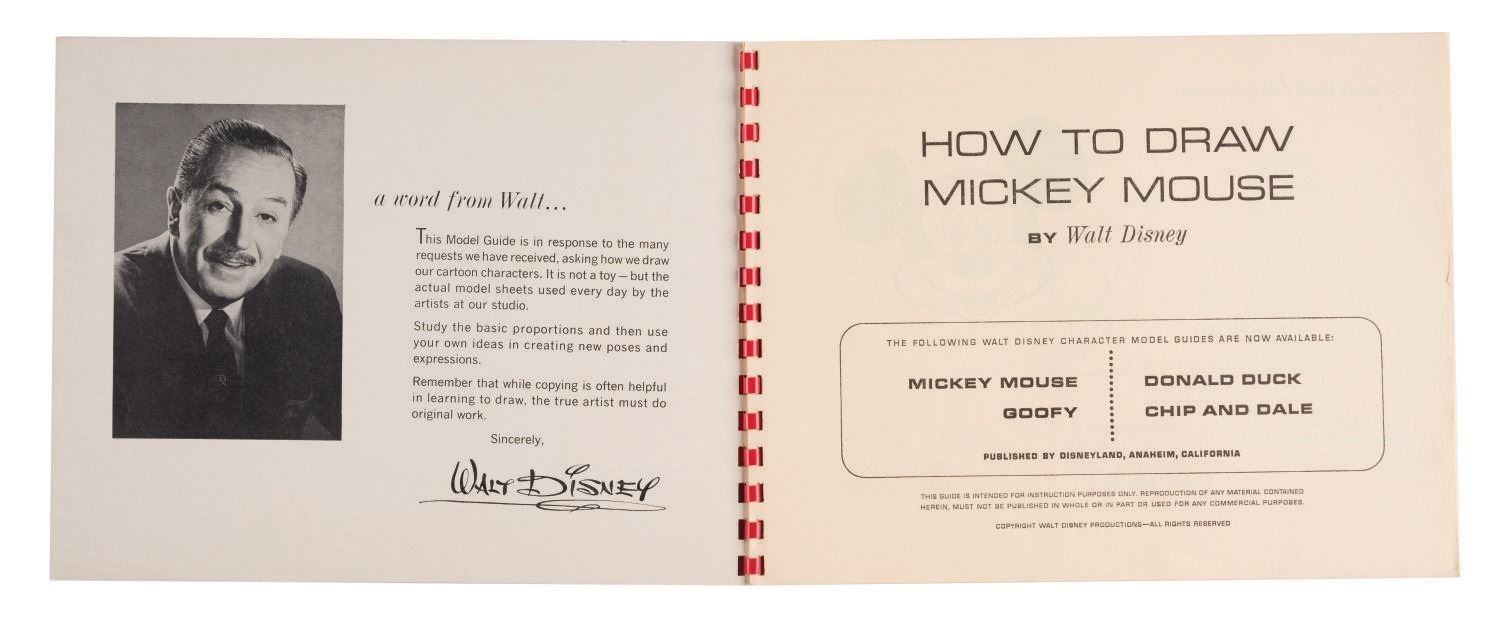 a word from Walt...
This Model Guide is in response to the many
requests we have received, asking how we draw
our cartoon characters. It is not a toy — but the
actual model sheets used every day by the
artists at our studio.
Study the basic proportions and then use
your own ideas in creating new poses and
expressions.
Remember that while copying is often helpful
in learning to draw, the true artist must do
original work.
Sincerely,
WALT DISNEY
HOW TO DRAW
MICKEY MOUSE
BY Walt Disney
THE FOLLOWING WALT DISNEY CHARACTER MODEL GUIDES ARE NOW AVAILABLE:
MICKEY MOUSE DONALD DUCK
GOOFY CHIP AND DALE
PUBLISHED BY DISNEYLAND, ANAHEIM, CALIFORNIA
THIS GUIDE IS INTENDED FOR INSTRUCTION PURPOSES ONLY. REPRODUCTION OF ANY MATERIAL CONTAINED
HEREIN, MUST NOT BE PUBLISHED IN WHOLE OR IN PART OR USED FOR ANY COMMERCIAL PURPOSES.
COPYRIGHT WALT DISNEY PRODUCTIONS—ALL RIGHTS RESERVED